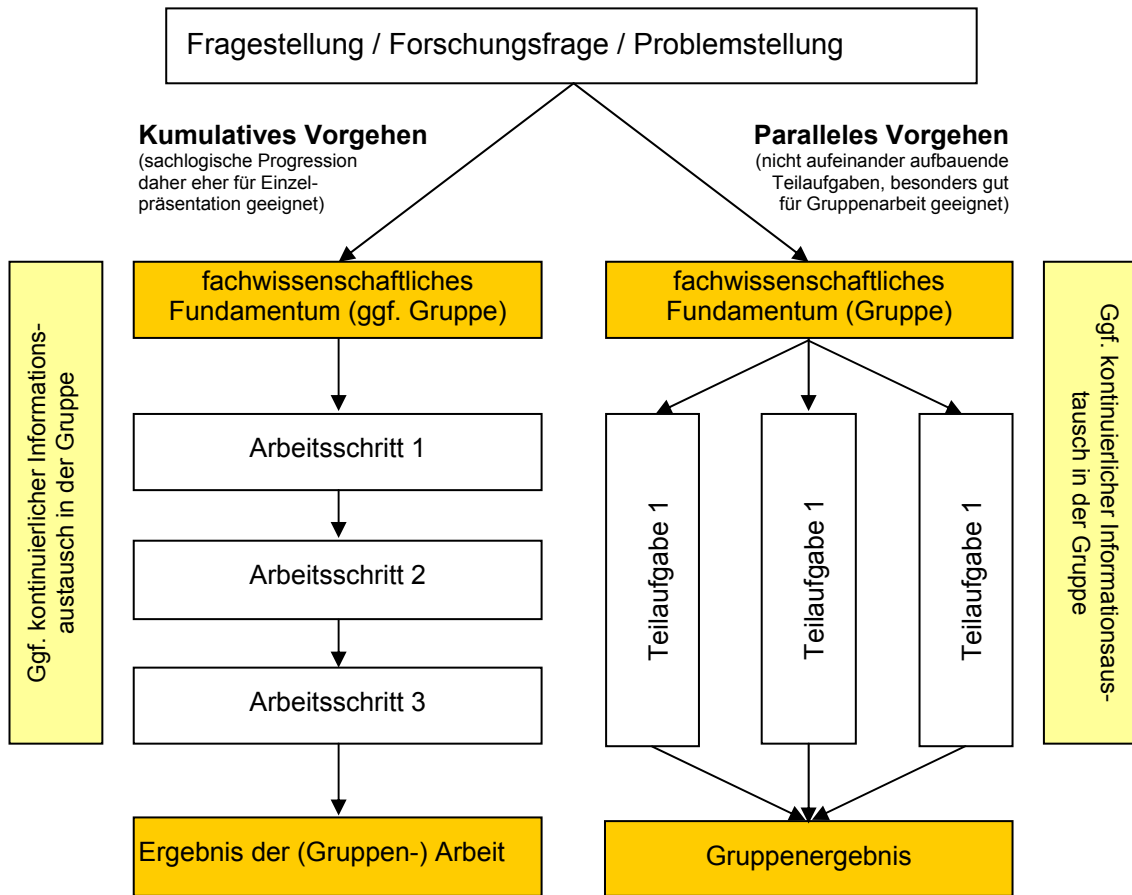 Fragestellung / Forschungsfrage / Problemstellung
Kumulatives Vorgehen
(sachlogische Progression
daher eher für Einzel-
präsentation geeignet)
Paralleles Vorgehen
(nicht aufeinander aufbauende
Teilaufgaben, besonders gut
für Gruppenarbeit geeignet)
Ggf. kontinuierlicher Informations-
austausch in der Gruppe
fachwissenschaftliches
Fundamentum (ggf. Gruppe)
Arbeitsschritt 1
Arbeitsschritt 2
Arbeitsschritt 3
Ergebnis der (Gruppen-) Arbeit
fachwissenschaftliches
Fundamentum (Gruppe)
Teilaufgabe 1
Teilaufgabe 1
Teilaufgabe 1
Gruppenergebnis
Ggf. kontinuierlicher Informationsaus-
tausch in der Gruppe